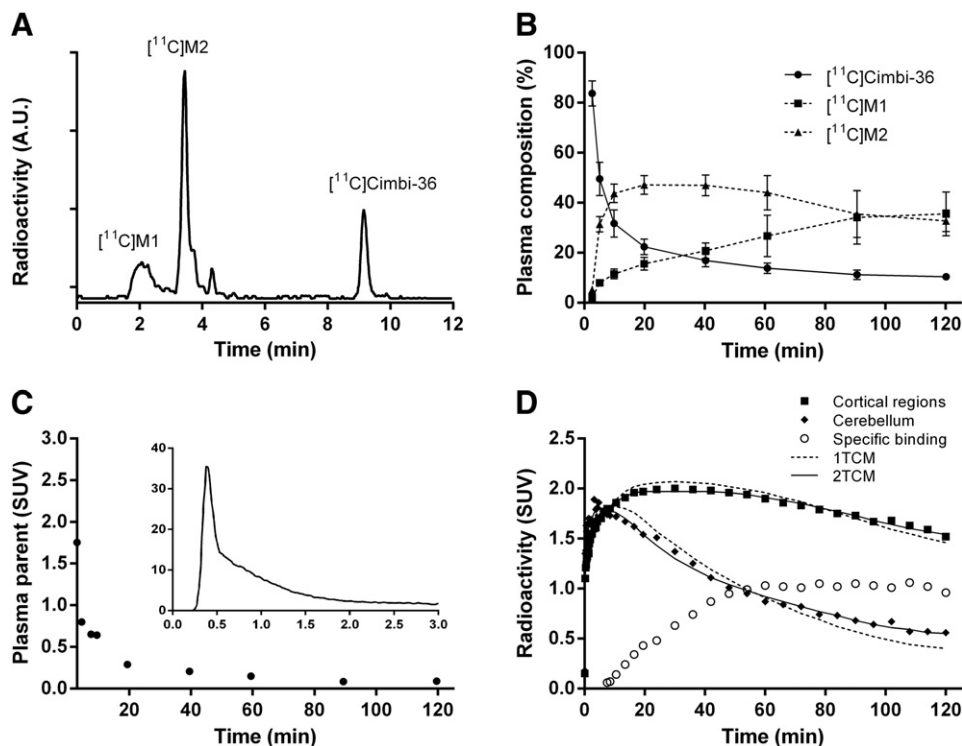 A
[¹¹C]M2
[¹¹C]Cimbi-36
[¹¹C]M1
Radioactivity (A.U.)
0 2 4 6 8 10 12
Time (min)
B
100
80
60
40
20
0
Plasma composition (%)
[¹¹C]Cimbi-36
[¹¹C]M1
[¹¹C]M2
0 20 40 60 80 100 120
Time (min)
C
3.0
2.5
2.0
1.5
1.0
0.5
0.0
Plasma parent (SUV)
40
30
20
10
0
0.0 0.5 1.0 1.5 2.0 2.5 3.0
20 40 60 80 100 120
Time (min)
D
Cortical regions
Cerebellum
Specific binding
1TCM
2TCM
2.5
2.0
1.5
1.0
0.5
0.0
Radioactivity (SUV)
0 20 40 60 80 100 120
Time (min)